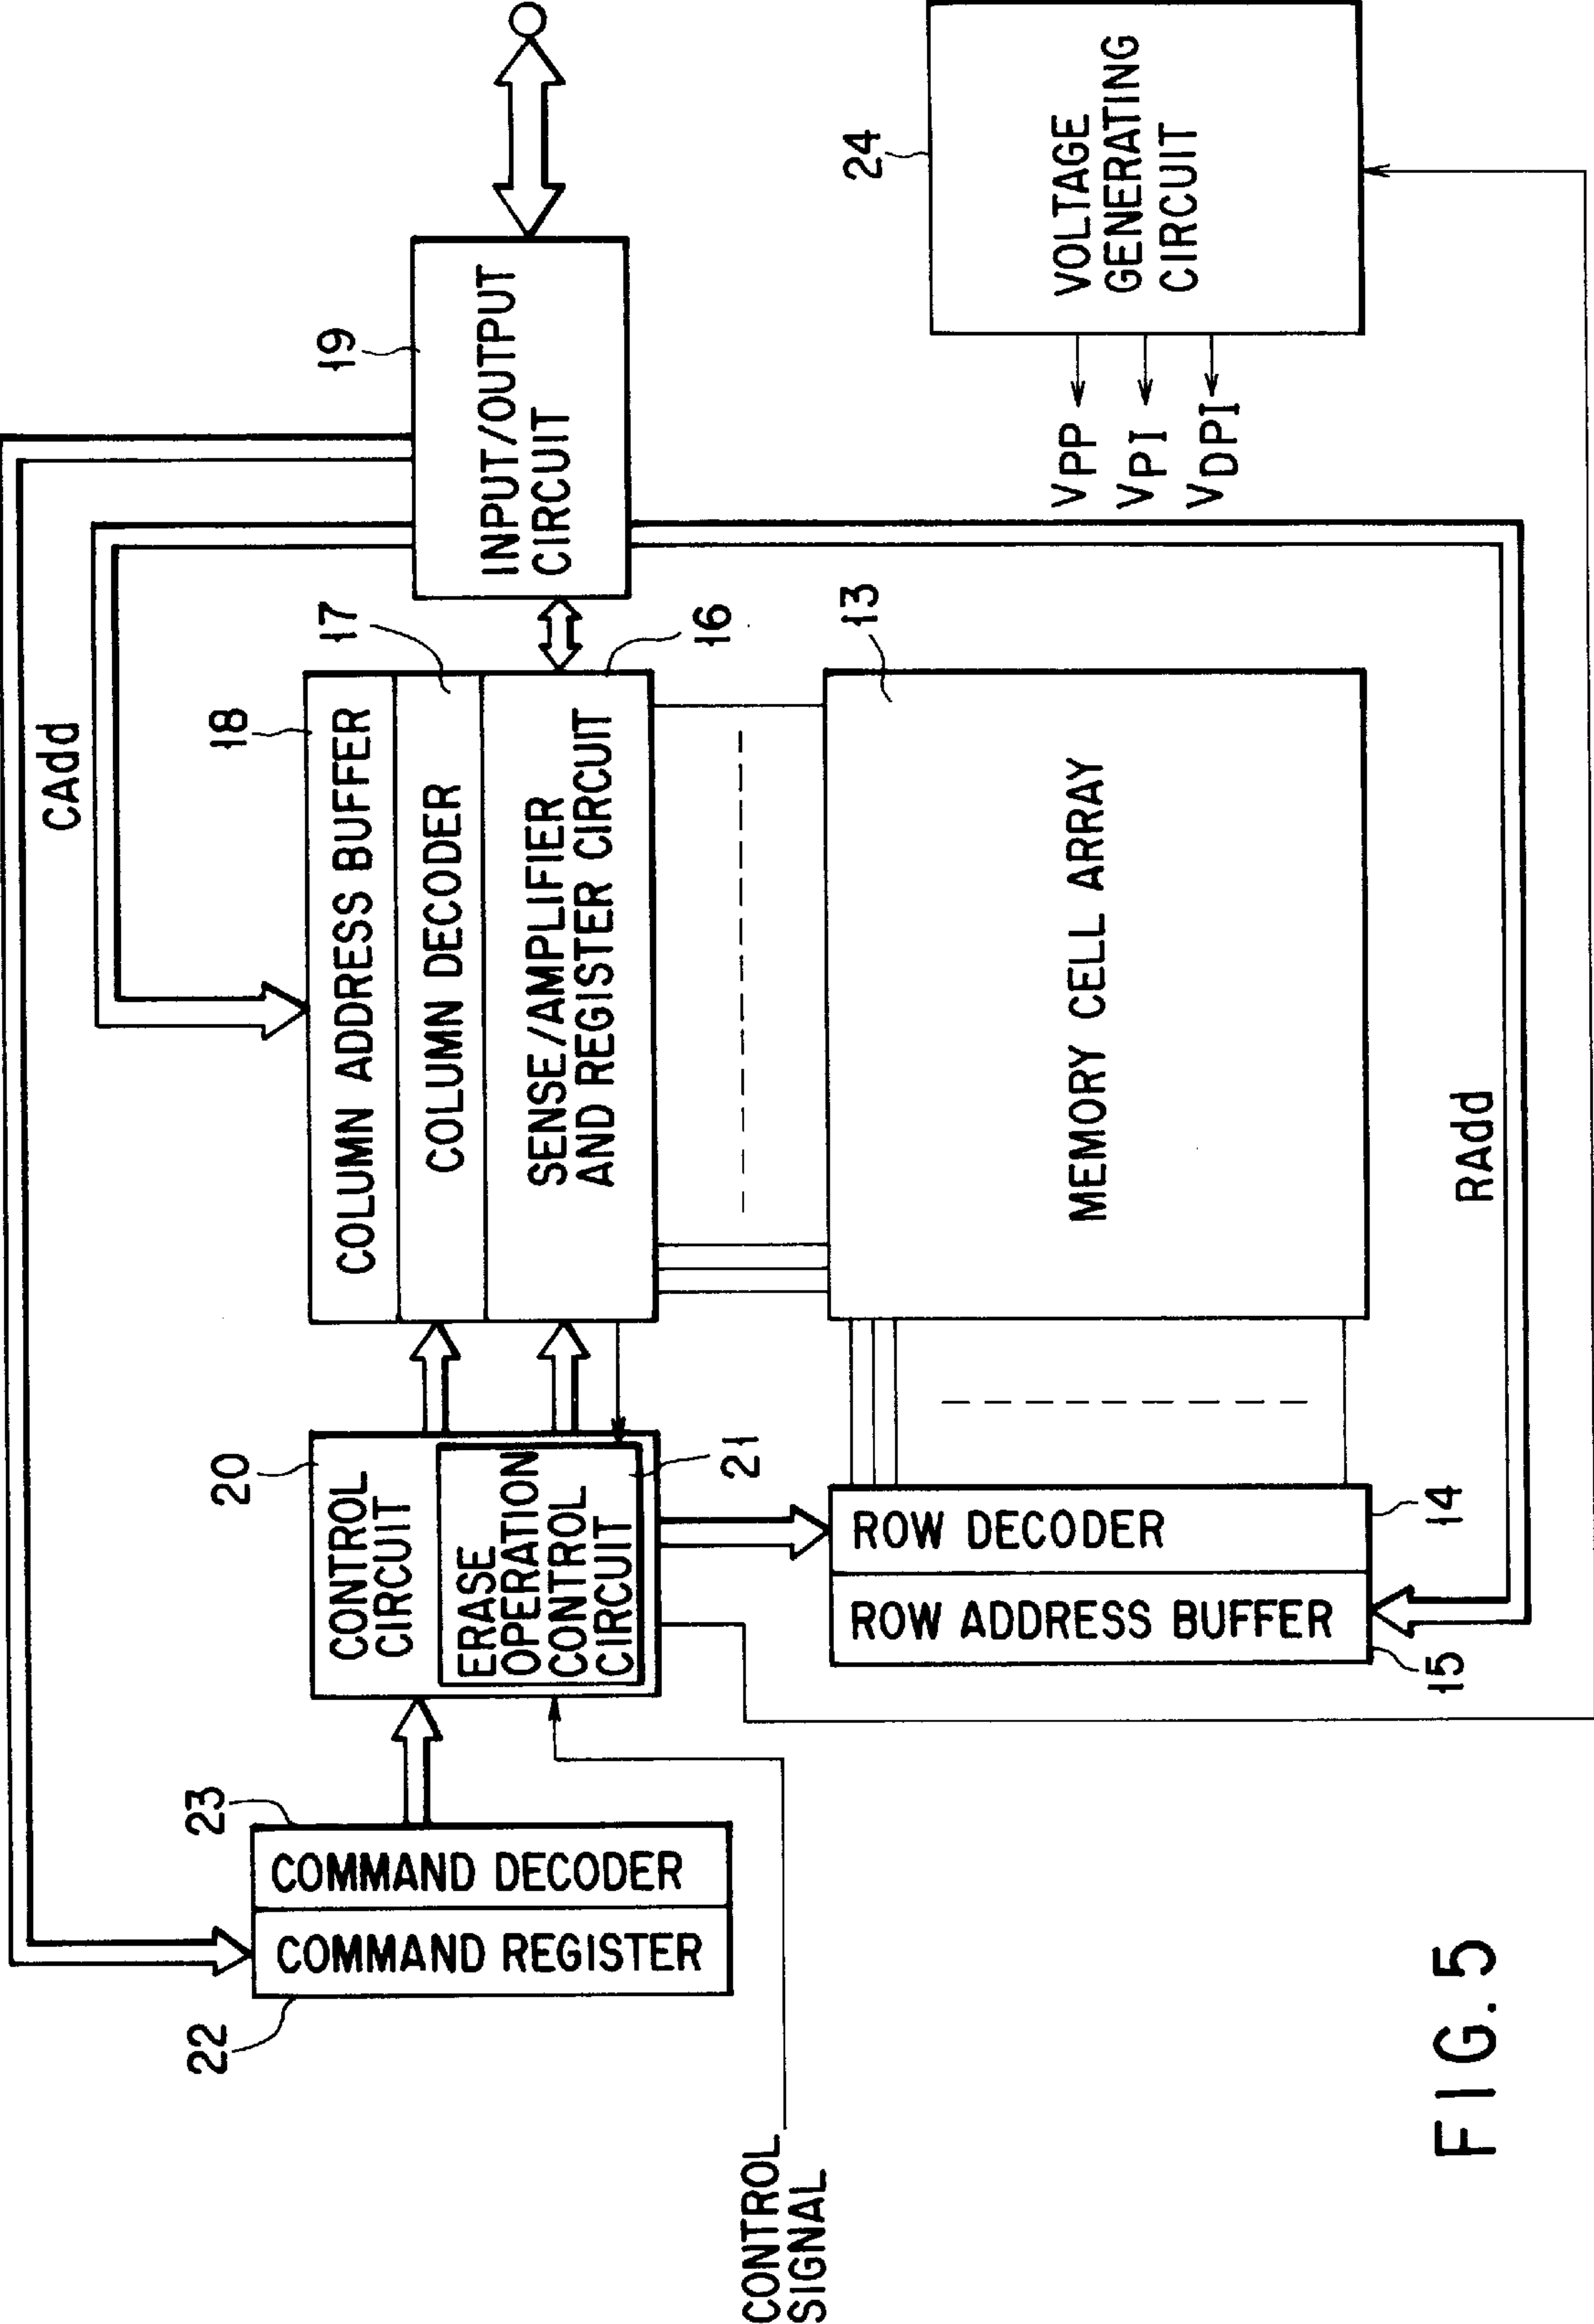 CAdd
18
COLUMN ADDRESS BUFFER
17
COLUMN DECODER
SENSE/AMPLIFIER
AND REGISTER CIRCUIT
16
19
INPUT/OUTPUT
CIRCUIT
20
CONTROL
CIRCUIT
ERASE
OPERATION
CONTROL
CIRCUIT
21
23
COMMAND DECODER
COMMAND REGISTER
22
CONTROL
SIGNAL
13
MEMORY CELL ARRAY
ROW DECODER
14
ROW ADDRESS BUFFER
15
RAdd
24
VOLTAGE
GENERATING
CIRCUIT
VPP
VPI
VDPI
FIG. 5